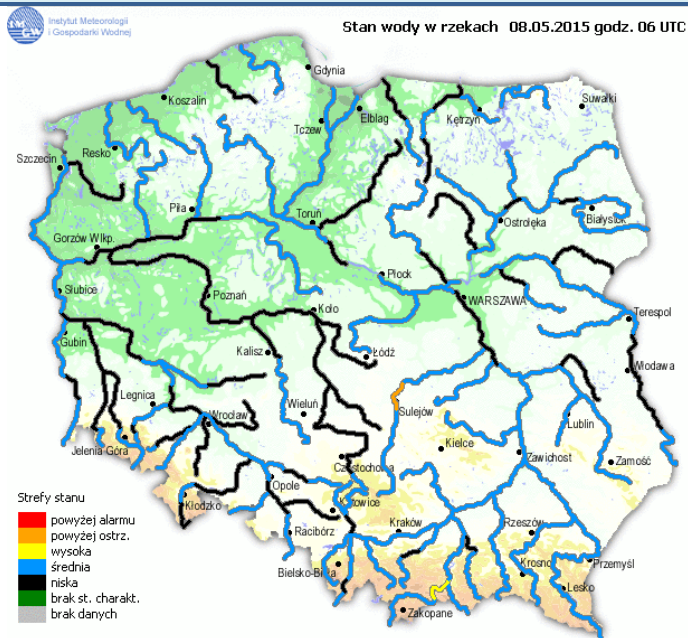 IMGW
Instytut Meteorologii
i Gospodarki Wodnej
Stan wody w rzekach 08.05.2015 godz. 06 UTC
Gdynia
Koszalin
Suwałki
Tczew
Elbląg
Kętrzyn
Resko
Szczecin
Piła
Toruń
Ostrołęka
Białystok
Gorzów Wlkp.
Płock
Słubice
Poznań
WARSZAWA
Koło
Terespol
Gubin
Kalisz
Łódź
Włodawa
Legnica
Wieluń
Sulejów
Wrocław
Lublin
Jelenia Góra
Kielce
Zawichost
Zamość
Częstochowa
Opole
Strefy stanu
Kłodzko
Katowice
powyżej alarmu
Racibórz
Kraków
Rzeszów
powyżej ostrz.
wysoka
Przemyśl
średnia
Bielsko-Biała
Krosno
niska
Lesko
brak st. charakt.
Zakopane
brak danych